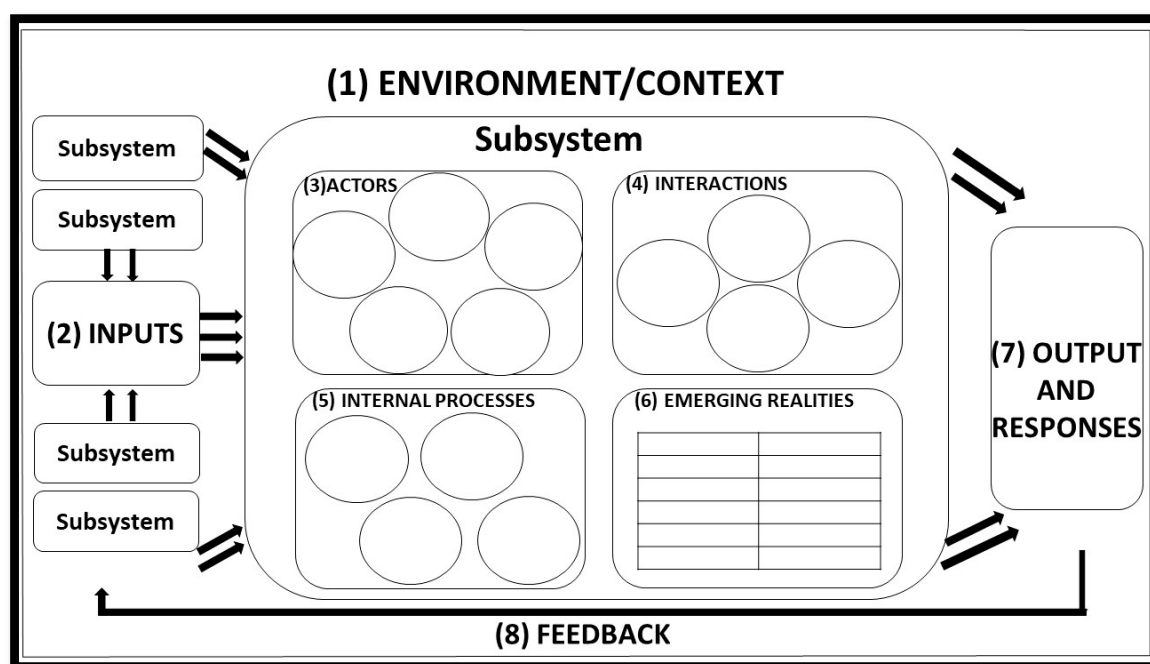 (1) ENVIRONMENT/CONTEXT
Subsystem
Subsystem
Subsystem
(2) INPUTS
Subsystem
Subsystem
(3)ACTORS
(4) INTERACTIONS
(5) INTERNAL PROCESSES
(6) EMERGING REALITIES
(7) OUTPUT
AND
RESPONSES
(8) FEEDBACK